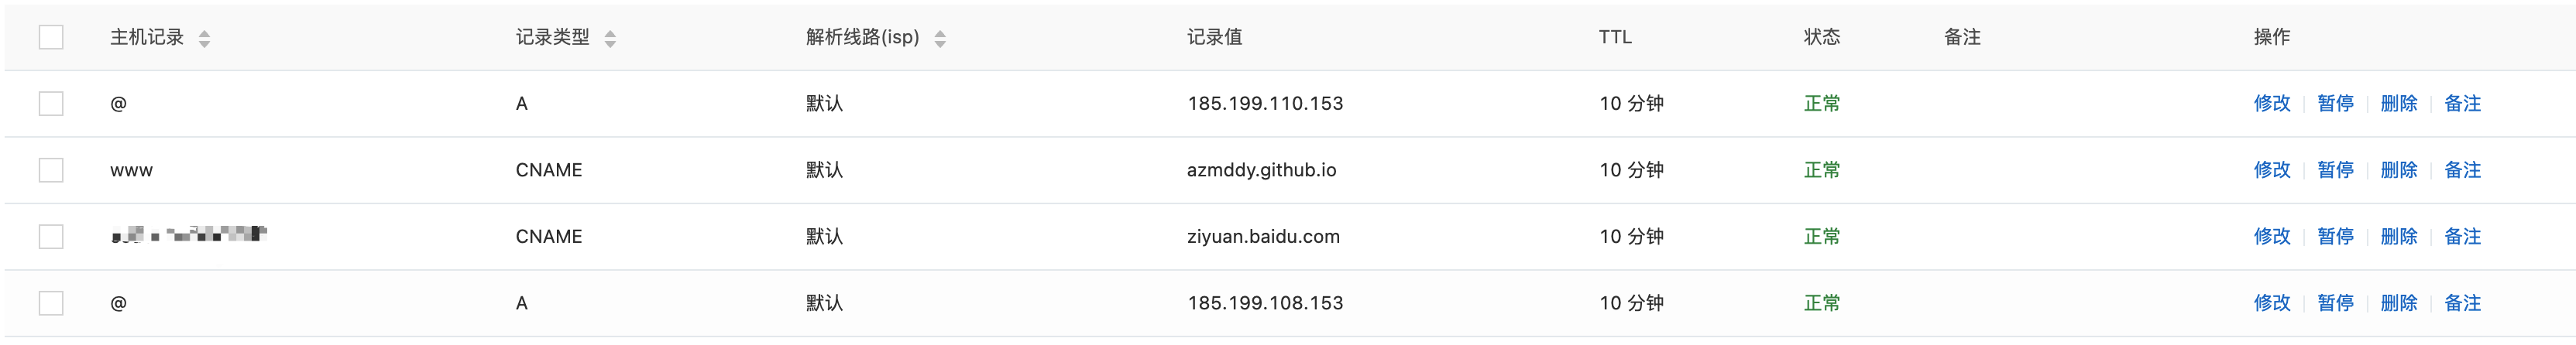 主机记录 记录类型 解析线路(isp) 记录值 TTL 状态 备注 操作
@ A 默认 185.199.110.153 10 分钟 正常 修改 暂停 删除 备注
www CNAME 默认 azmddy.github.io 10 分钟 正常 修改 暂停 删除 备注
CNAME 默认 ziyuan.baidu.com 10 分钟 正常 修改 暂停 删除 备注
@ A 默认 185.199.108.153 10 分钟 正常 修改 暂停 删除 备注